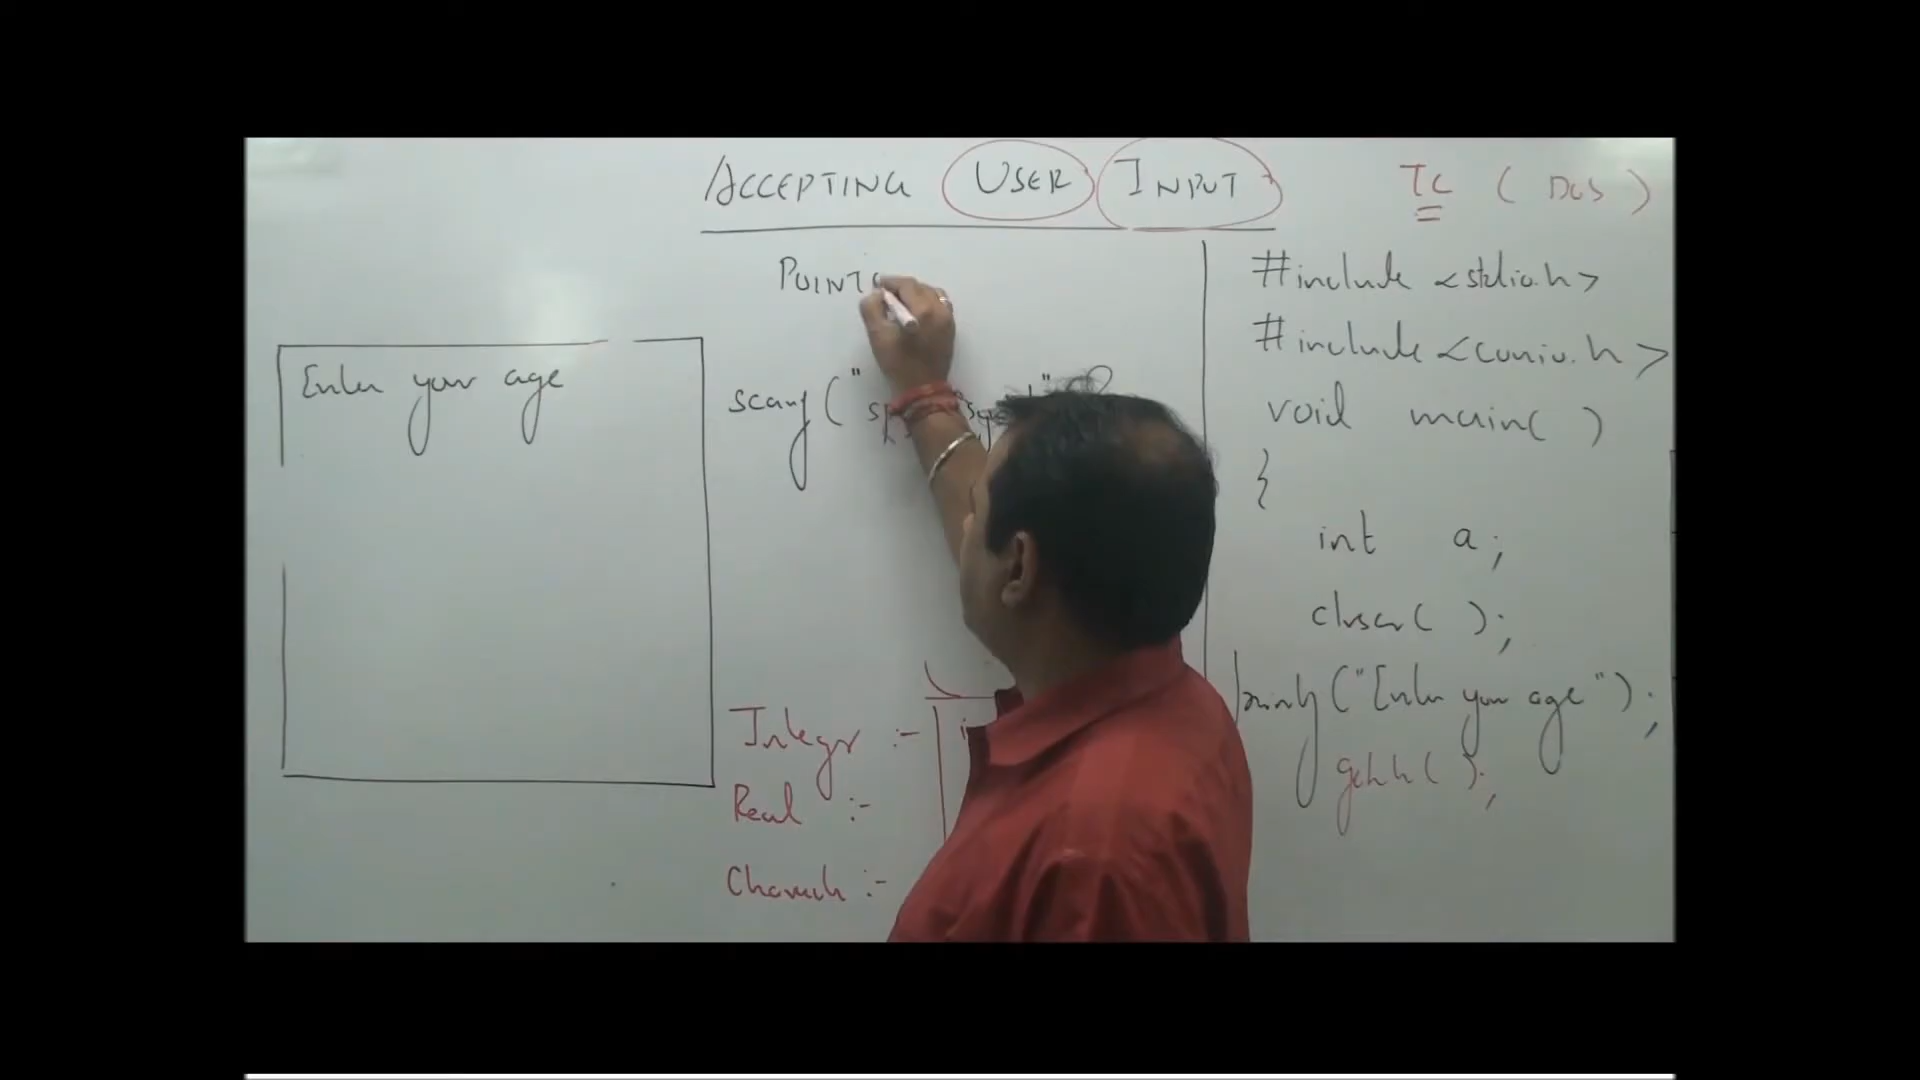 ACCEPTING USER INPUT
TC ( DOS )
POINT
Enter your age
scanf ( "
Integer :-
Real :-
Character :-
#include <stdio.h>
#include <conio.h>
void main( )
{
int a;
clrscr( );
printf("Enter your age");
getch( );